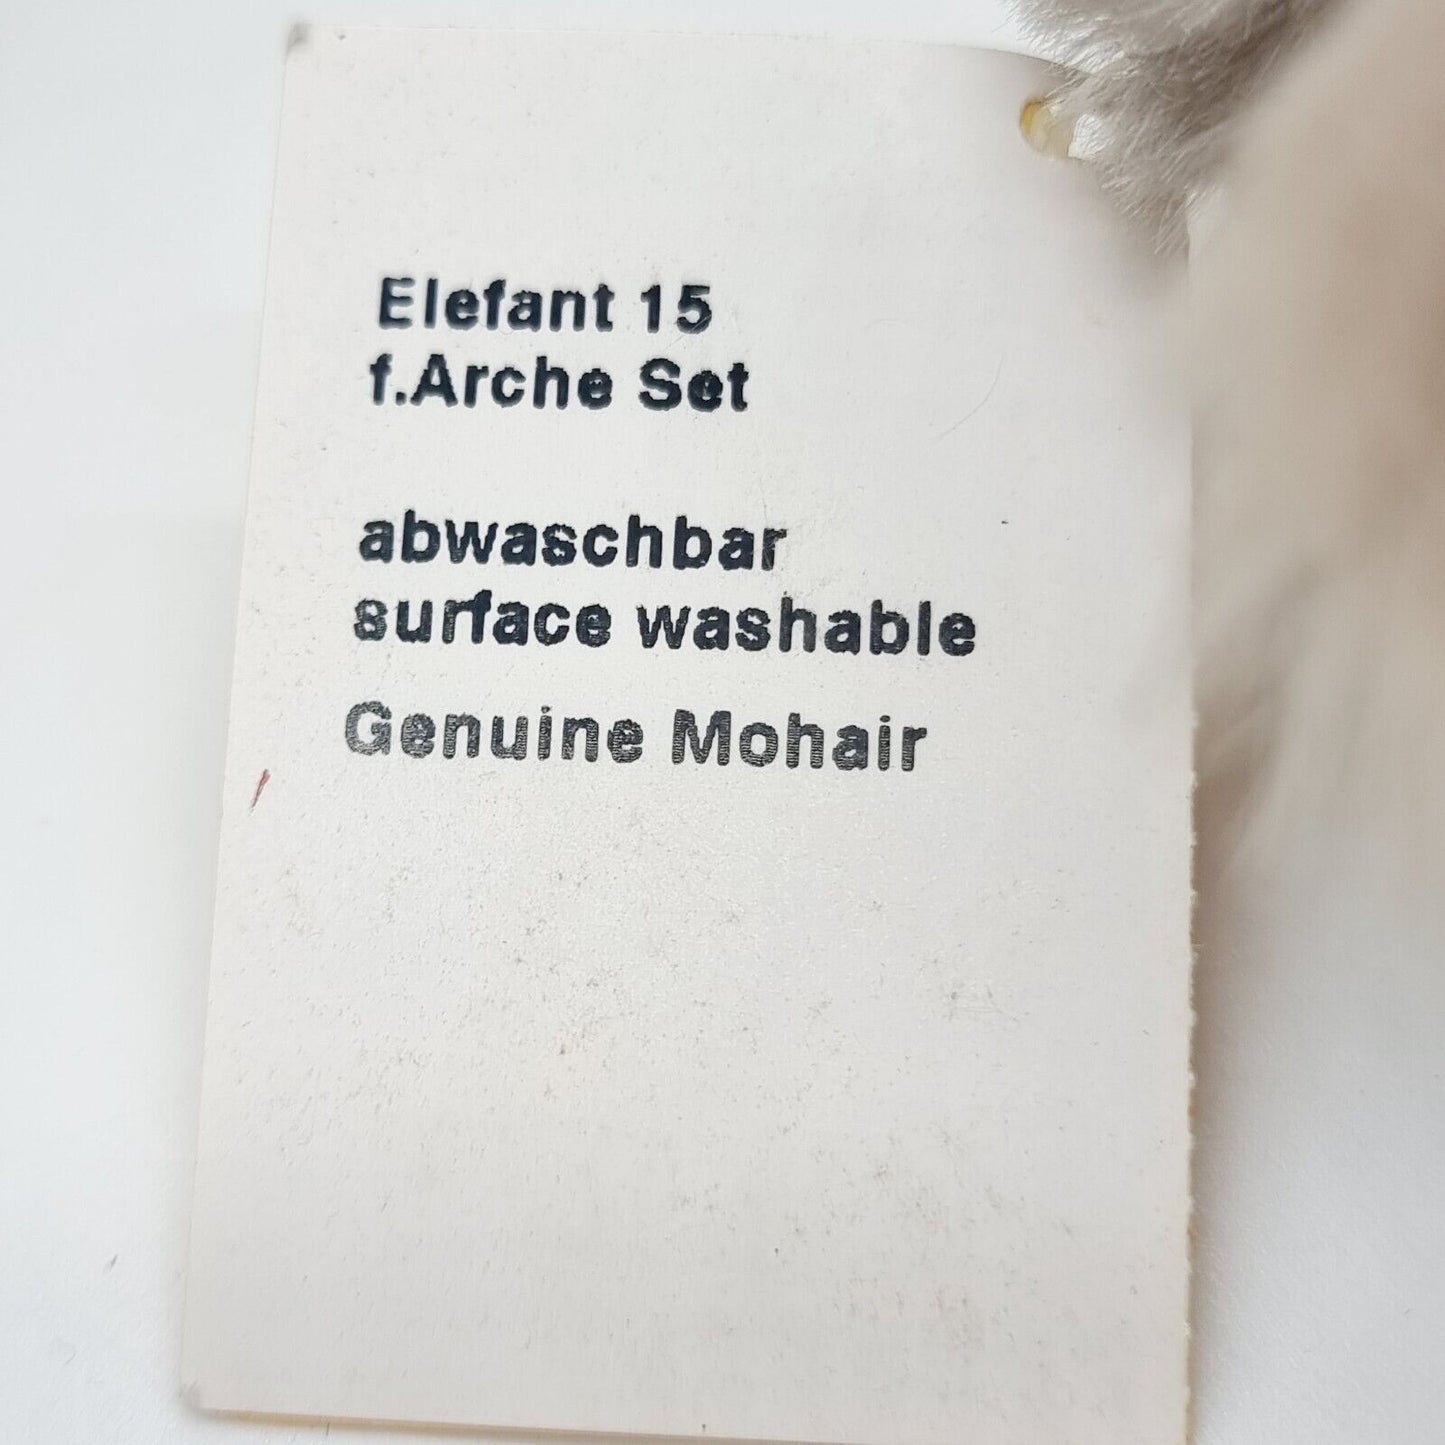 Elefant 15
f.Arche Set
abwaschbar
surface washable
Genuine Mohair